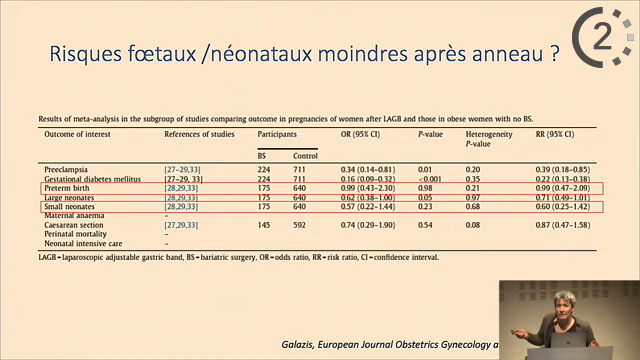 2
Risques fœtaux /néonataux moindres après anneau ?
Results of meta-analysis in the subgroup of studies comparing outcome in pregnancies of women after LAGB and those in obese women with no BS.
Outcome of interest References of studies Participants OR (95% CI) P-value Heterogeneity P-value RR (95% CI)
BS Control
Preeclampsia [27–29,33] 224 711 0.34 (0.14–0.81) 0.01 0.20 0.39 (0.18–0.85)
Gestational diabetes mellitus [27–29, 33] 224 711 0.16 (0.09–0.32) <0.001 0.35 0.22 (0.13–0.38)
Preterm birth [28,29,33] 175 640 0.99 (0.43–2.30) 0.98 0.21 0.99 (0.47–2.09)
Large neonates [28,29,33] 175 640 0.62 (0.38–1.00) 0.05 0.97 0.71 (0.49–1.01)
Small neonates [28,29,33] 175 640 0.57 (0.22–1.44) 0.23 0.68 0.60 (0.25–1.42)
Maternal anaemia –
Caesarean section [27,29,33] 145 592 0.74 (0.29–1.90) 0.54 0.08 0.87 (0.47–1.58)
Perinatal mortality –
Neonatal intensive care –
LAGB = laparoscopic adjustable gastric band, BS = bariatric surgery, OR = odds ratio, RR = risk ratio, CI = confidence interval.
Galazis, European Journal Obstetrics Gynecology a